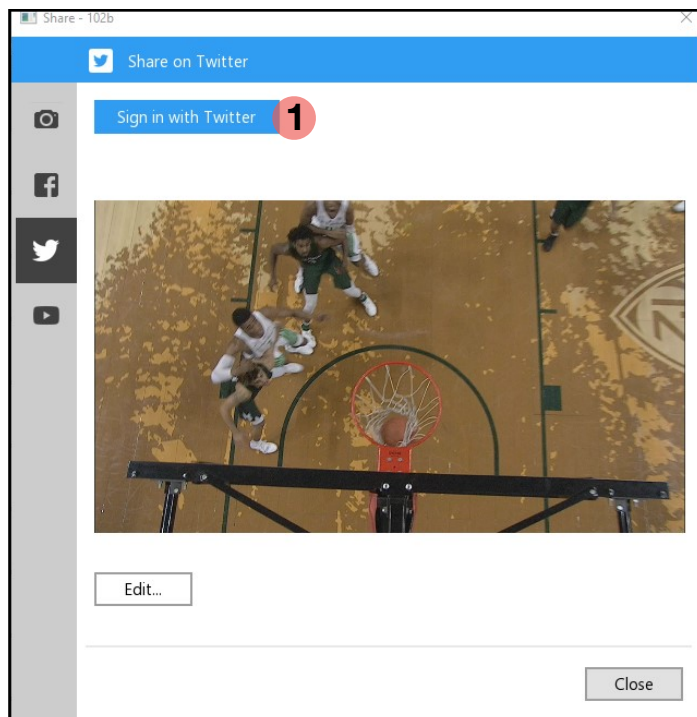 Share - 102b
Share on Twitter
Sign in with Twitter
1
Edit...
Close